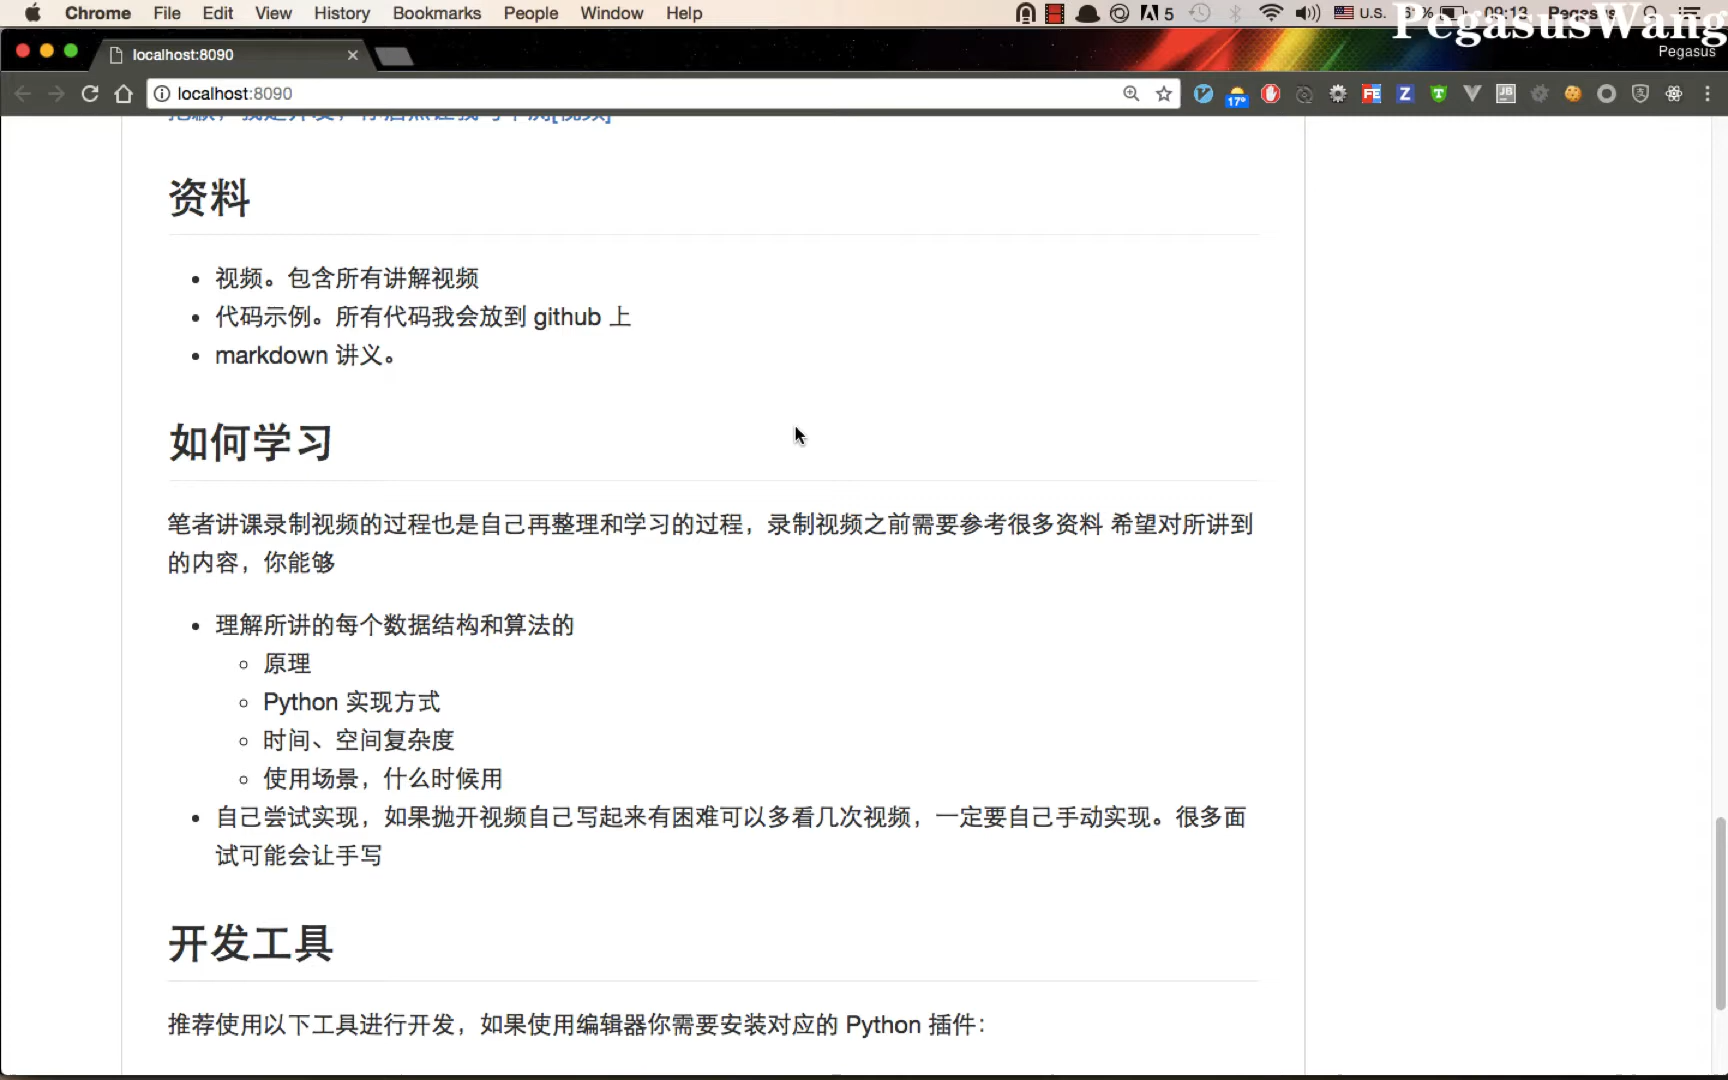 Chrome File Edit View History Bookmarks People Window Help 5 U.S.
PegasusWang
localhost:8090
Pegasus
localhost:8090
17°
资料
视频。包含所有讲解视频
代码示例。所有代码我会放到 github 上
markdown 讲义。
如何学习
笔者讲课录制视频的过程也是自己再整理和学习的过程，录制视频之前需要参考很多资料 希望对所讲到
的内容，你能够
理解所讲的每个数据结构和算法的
原理
Python 实现方式
时间、空间复杂度
使用场景，什么时候用
自己尝试实现，如果抛开视频自己写起来有困难可以多看几次视频，一定要自己手动实现。很多面
试可能会让手写
开发工具
推荐使用以下工具进行开发，如果使用编辑器你需要安装对应的 Python 插件：